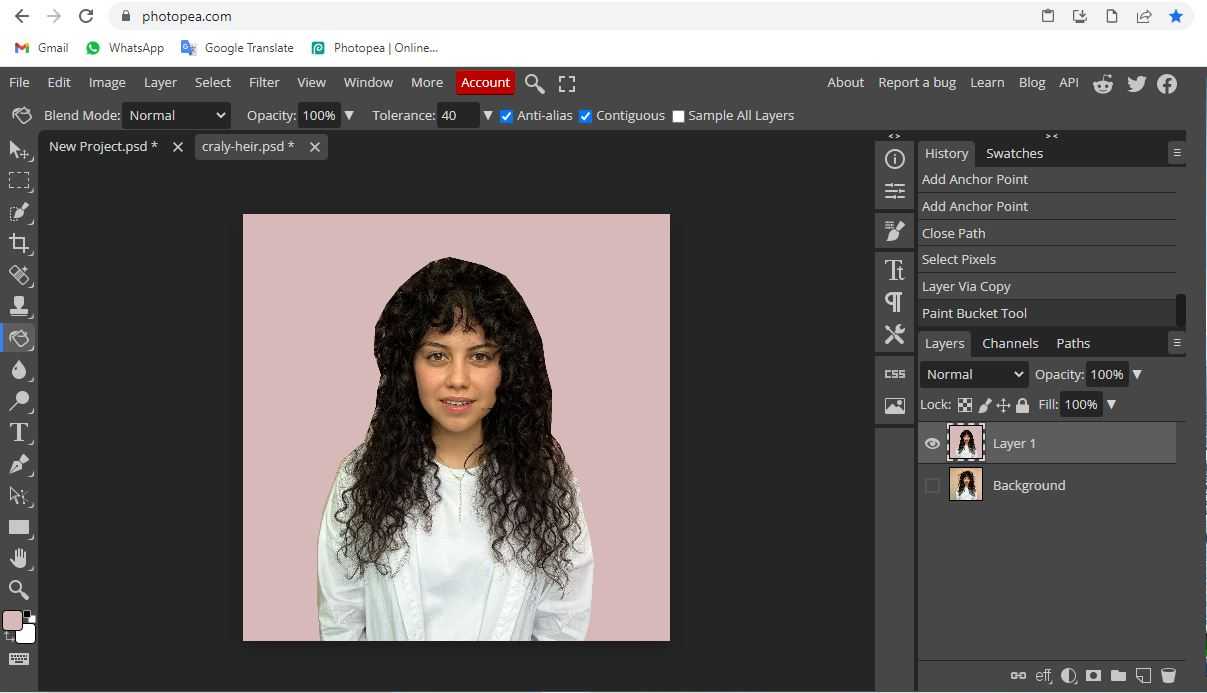 photopea.com
Gmail WhatsApp Google Translate Photopea | Online...
File Edit Image Layer Select Filter View Window More Account About Report a bug Learn Blog API
Blend Mode: Normal Opacity: 100% Tolerance: 40 Anti-alias Contiguous Sample All Layers
New Project.psd * craly-heir.psd *
History Swatches
Add Anchor Point
Add Anchor Point
Close Path
Select Pixels
Layer Via Copy
Paint Bucket Tool
Layers Channels Paths
CSS
Normal Opacity: 100%
Lock: Fill: 100%
Layer 1
Background
eff